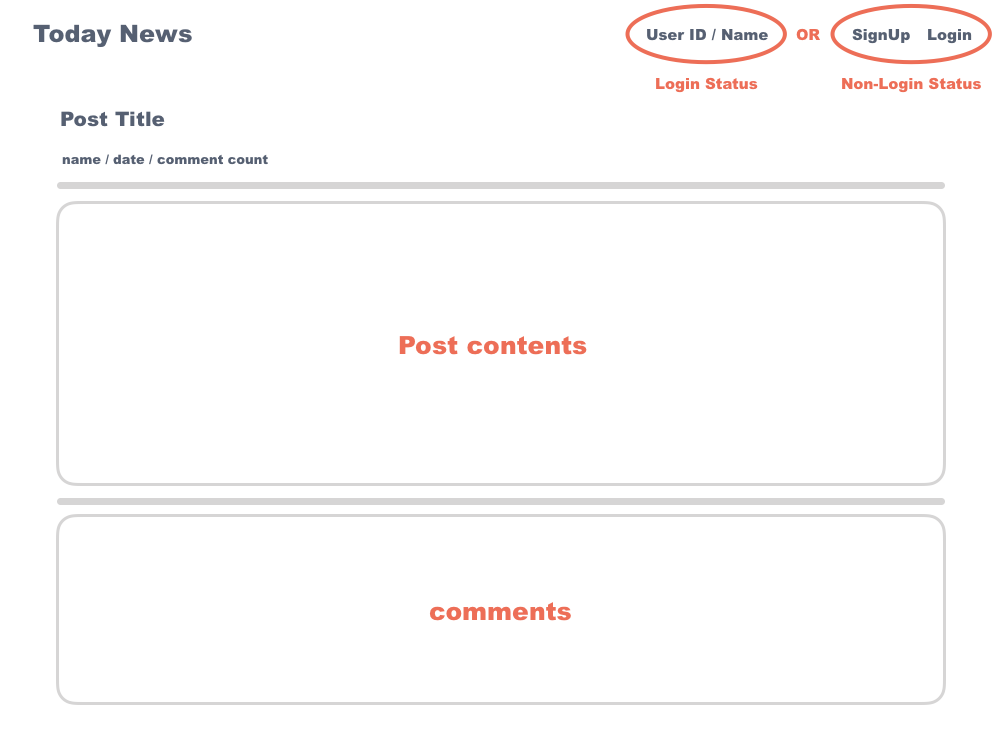 Today News
User ID / Name OR SignUp Login
Login Status Non-Login Status
Post Title
name / date / comment count
Post contents
comments